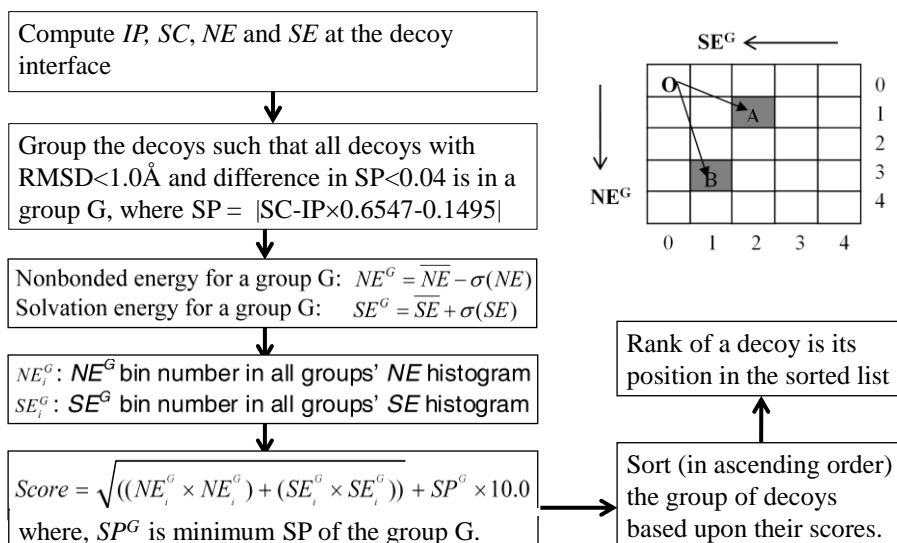 Compute IP, SC, NE and SE at the decoy
interface
Group the decoys such that all decoys with
RMSD<1.0Å and difference in SP<0.04 is in a
group G, where SP = |SC-IP×0.6547-0.1495|
Nonbonded energy for a group G: NE^G = \overline{NE} − σ(NE)
Solvation energy for a group G: SE^G = \overline{SE} + σ(SE)
NE_i^G: NE^G bin number in all groups' NE histogram
SE_i^G: SE^G bin number in all groups' SE histogram
Score = √((NE_i^G × NE_i^G) + (SE_i^G × SE_i^G)) + SP^G × 10.0
where, SP^G is minimum SP of the group G.
SE^G
O
A
B
NE^G
0
1
2
3
4
0 1 2 3 4
Rank of a decoy is its
position in the sorted list
Sort (in ascending order)
the group of decoys
based upon their scores.